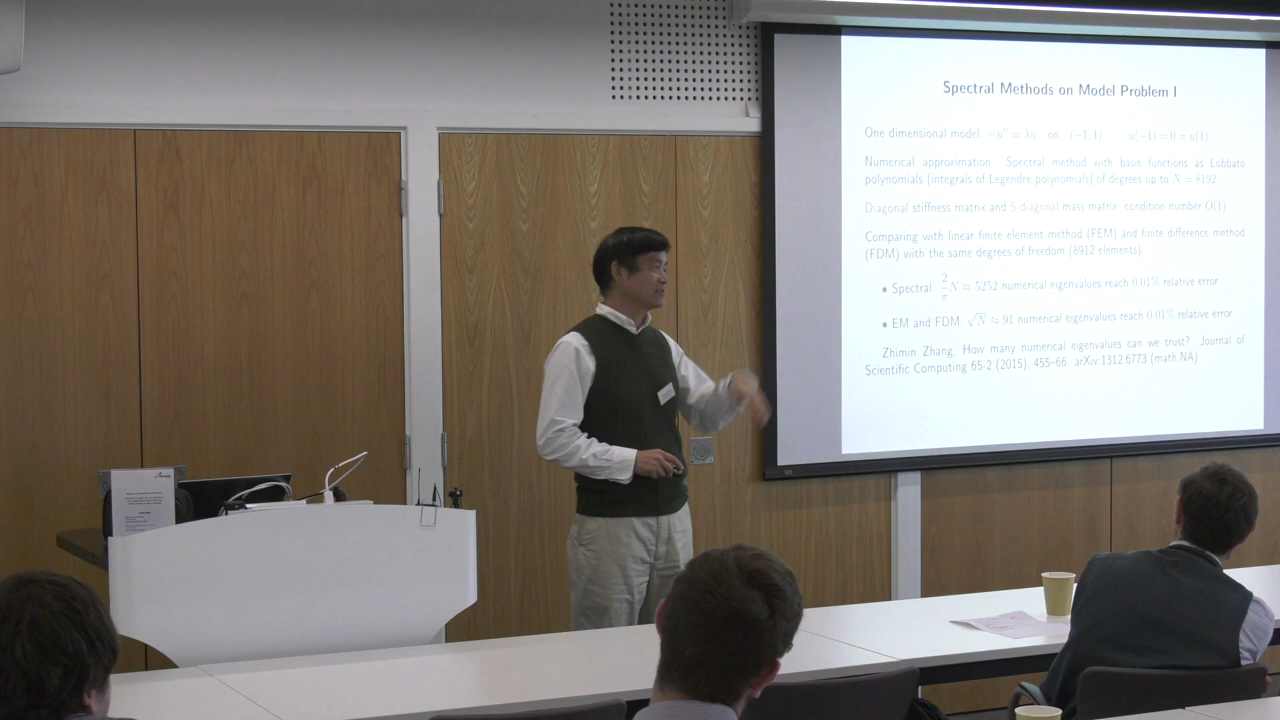 Spectral Methods on Model Problem I
One dimensional model: −u″ = λu on (−1, 1), u(−1) = 0 = u(1).
Numerical approximation: Spectral method with basis functions as Lobbato
polynomials (integrals of Legendre polynomials) of degrees up to N = 8192.
Diagonal stiffness matrix and 5-diagonal mass matrix: condition number O(1).
Comparing with linear finite element method (FEM) and finite difference method
(FDM) with the same degrees of freedom (8912 elements)
• Spectral: 2/π N ≈ 5252 numerical eigenvalues reach 0.01% relative error
• EM and FDM: √N ≈ 91 numerical eigenvalues reach 0.01% relative error
Zhimin Zhang, How many numerical eigenvalues can we trust? Journal of
Scientific Computing 65-2 (2015), 455–66. arXiv:1312.6773 (math NA)